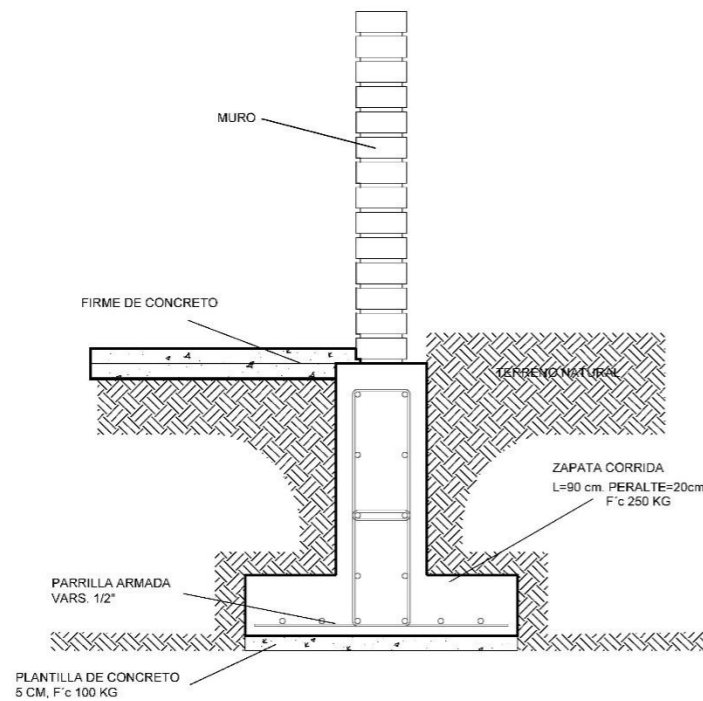 MURO
FIRME DE CONCRETO
TERRENO NATURAL
ZAPATA CORRIDA
L=90 cm. PERALTE=20cm
F´c 250 KG
PARRILLA ARMADA
VARS. 1/2"
PLANTILLA DE CONCRETO
5 CM, F´c 100 KG